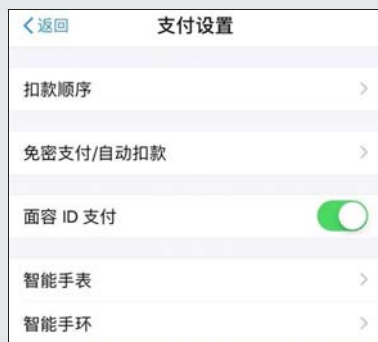 返回 支付设置
扣款顺序
免密支付/自动扣款
面容 ID 支付
智能手表
智能手环